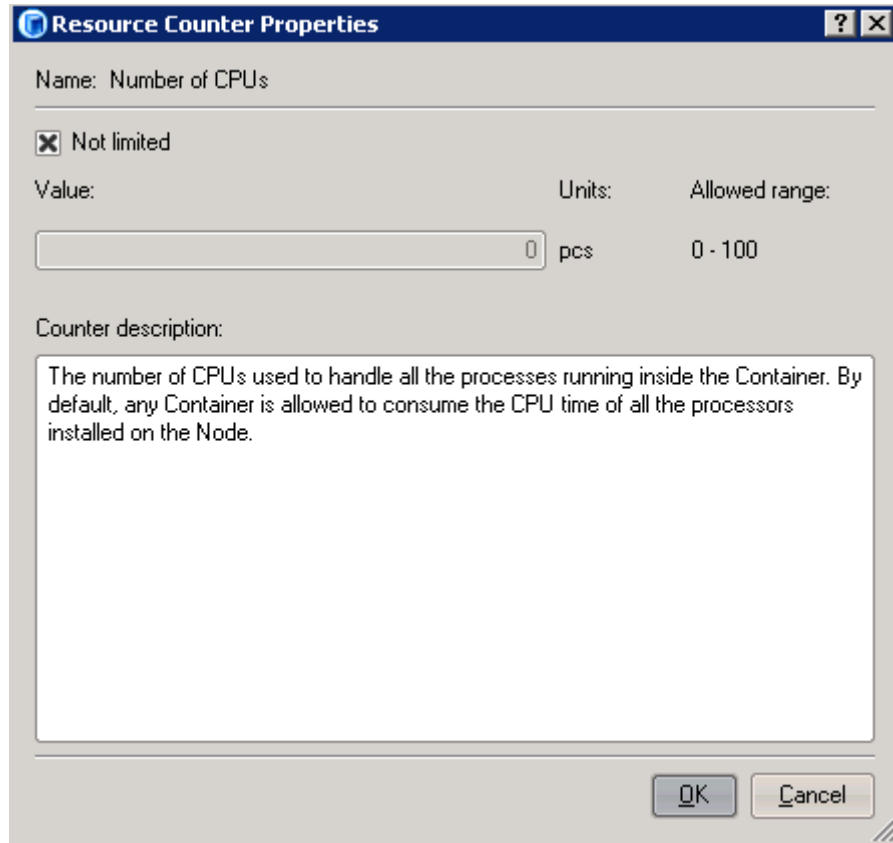 Resource Counter Properties
Name: Number of CPUs
Not limited
Value: Units: Allowed range:
0 pcs 0 - 100
Counter description:
The number of CPUs used to handle all the processes running inside the Container. By
default, any Container is allowed to consume the CPU time of all the processors
installed on the Node.
OK Cancel